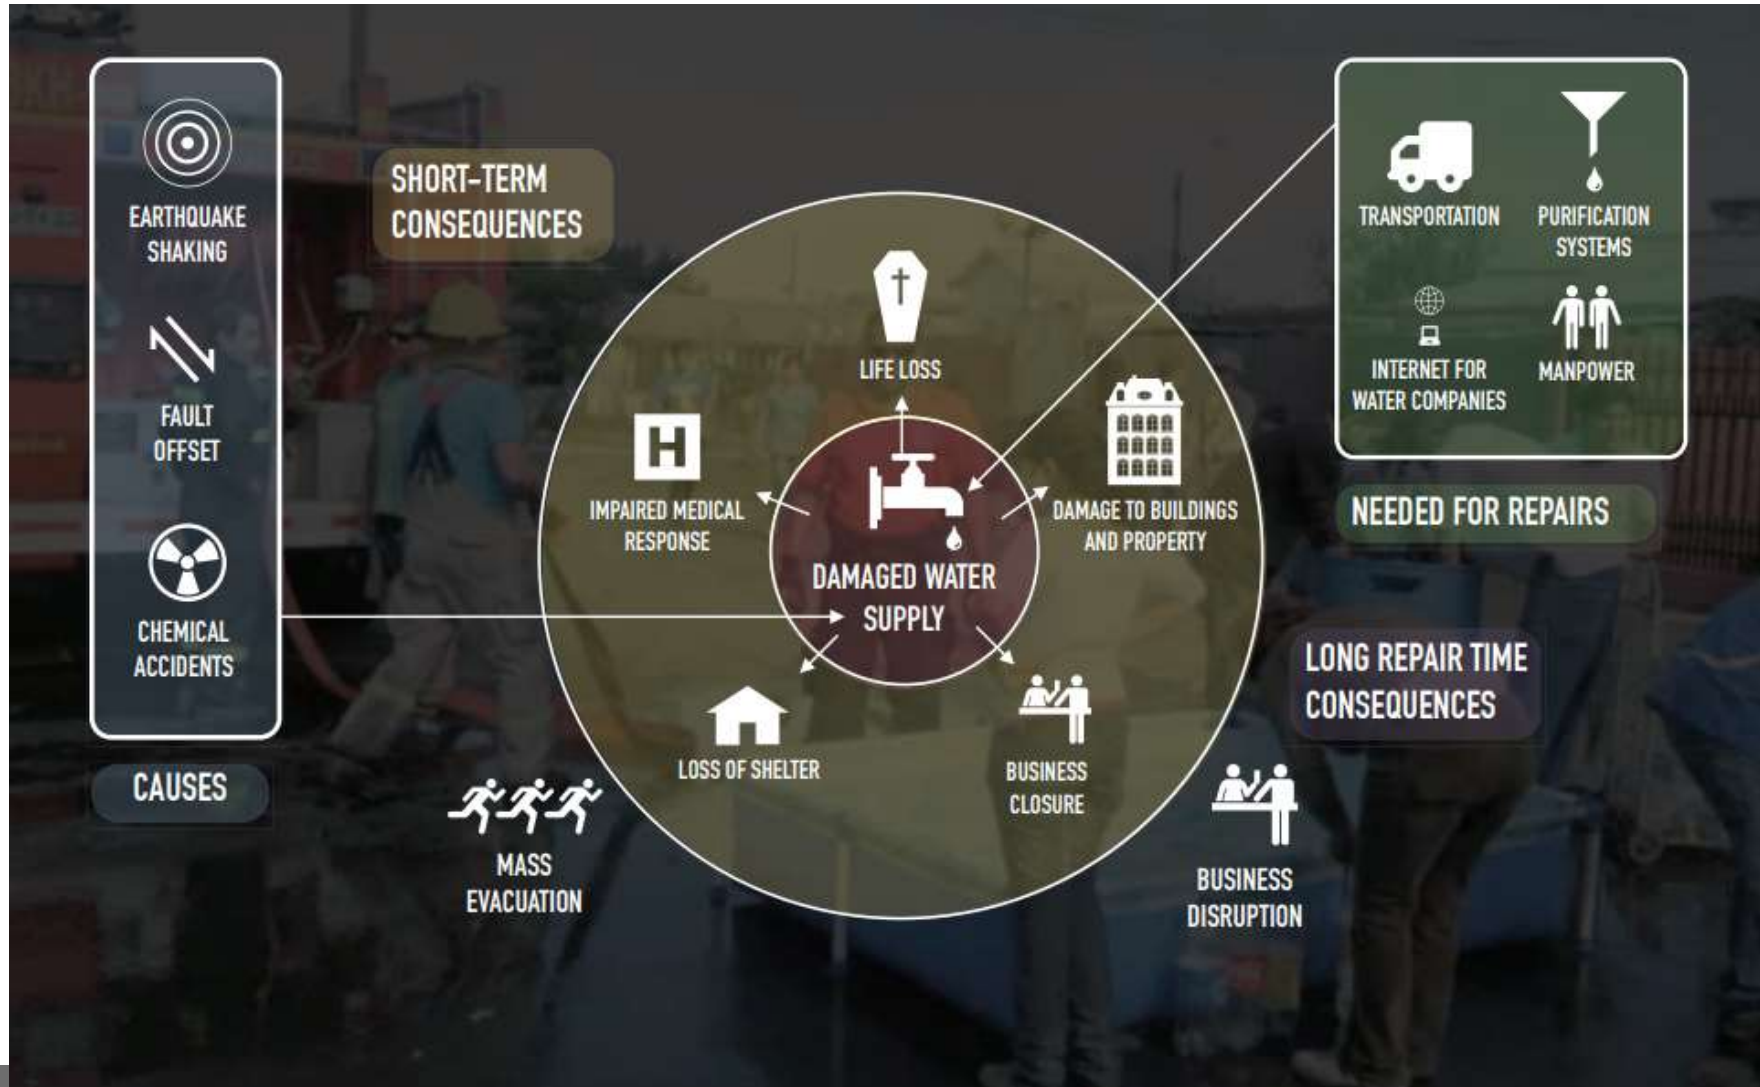 EARTHQUAKE
SHAKING
FAULT
OFFSET
CHEMICAL
ACCIDENTS
CAUSES
SHORT-TERM
CONSEQUENCES
LIFE LOSS
IMPAIRED MEDICAL
RESPONSE
H
DAMAGE TO BUILDINGS
AND PROPERTY
DAMAGED WATER
SUPPLY
LOSS OF SHELTER
BUSINESS
CLOSURE
MASS
EVACUATION
TRANSPORTATION
PURIFICATION
SYSTEMS
INTERNET FOR
WATER COMPANIES
MANPOWER
NEEDED FOR REPAIRS
LONG REPAIR TIME
CONSEQUENCES
BUSINESS
DISRUPTION